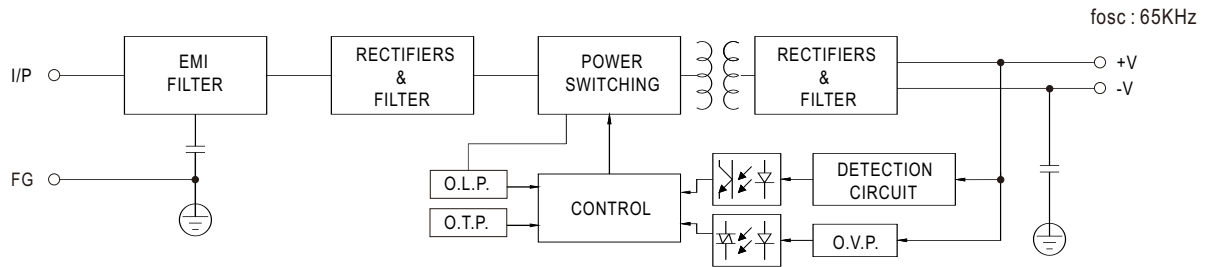 fosc : 65KHz
I/P
EMI
FILTER
RECTIFIERS
&
FILTER
POWER
SWITCHING
RECTIFIERS
&
FILTER
+V
-V
FG
O.L.P.
O.T.P.
CONTROL
DETECTION
CIRCUIT
O.V.P.